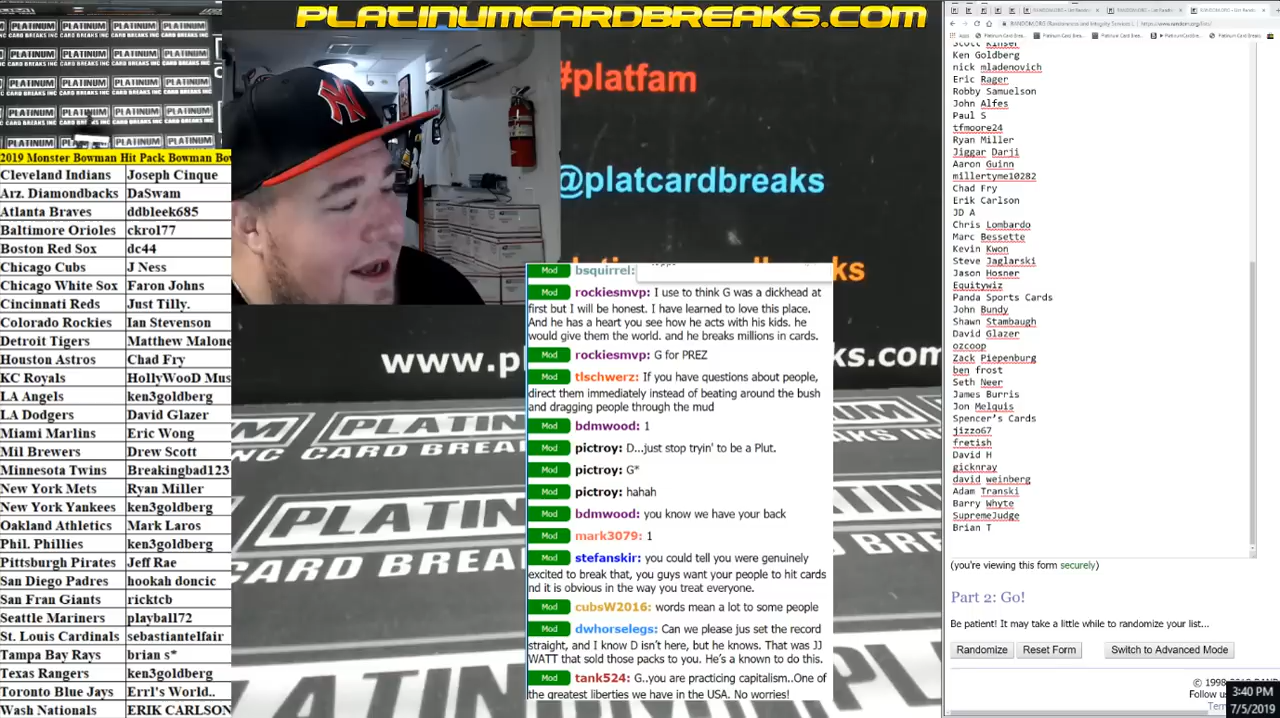 PLATINUMCARDBREAKS.COM
#platfam
@platcardbreaks
www.p
2019 Monster Bowman Hit Pack Bowman Bow
Cleveland Indians Joseph Cinque
Arz. Diamondbacks DaSwam
Atlanta Braves ddbleek685
Baltimore Orioles ckrol77
Boston Red Sox dc44
Chicago Cubs J Ness
Chicago White Sox Faron Johns
Cincinnati Reds Just Tilly.
Colorado Rockies Ian Stevenson
Detroit Tigers Matthew Malone
Houston Astros Chad Fry
KC Royals HollyWooD Mus
LA Angels ken3goldberg
LA Dodgers David Glazer
Miami Marlins Eric Wong
Mil Brewers Drew Scott
Minnesota Twins Breakingbad123
New York Mets Ryan Miller
New York Yankees ken3goldberg
Oakland Athletics Mark Laros
Phil. Phillies ken3goldberg
Pittsburgh Pirates Jeff Rae
San Diego Padres hookah doncic
San Fran Giants ricktcb
Seattle Mariners playball72
St. Louis Cardinals sebastiantelfair
Tampa Bay Rays brian s*
Texas Rangers ken3goldberg
Toronto Blue Jays Errl's World..
Wash Nationals ERIK CARLSON
Mod bsquirrel:
Mod rockiesmvp: I use to think G was a dickhead at
first but I will be honest. I have learned to love this place.
And he has a heart you see how he acts with his kids. he
would give them the world. and he breaks millions in cards.
Mod rockiesmvp: G for PREZ
Mod tlschwerz: If you have questions about people,
direct them immediately instead of beating around the bush
and dragging people through the mud
Mod bdmwood: 1
Mod pictroy: D...just stop tryin' to be a Plut.
Mod pictroy: G*
Mod pictroy: hahah
Mod bdmwood: you know we have your back
Mod mark3079: 1
Mod stefanskir: you could tell you were genuinely
excited to break that, you guys want your people to hit cards
nd it is obvious in the way you treat everyone.
Mod cubsW2016: words mean a lot to some people
Mod dwhorselegs: Can we please jus set the record
straight, and I know D isn't here, but he knows. That was JJ
WATT that sold those packs to you. He's a known to do this.
Mod tank524: G..you are practicing capitalism..One of
the greatest liberties we have in the USA. No worries!
Scott Kinser
Ken Goldberg
nick mladenovich
Eric Rager
Robby Samuelson
John Alfes
Paul S
tfmoore24
Ryan Miller
Jiggar Darji
Aaron Guinn
millertyme10282
Chad Fry
Erik Carlson
JD A
Chris Lombardo
Marc Bessette
Kevin Kwon
Steve Jaglarski
Jason Hosner
Equitywiz
Panda Sports Cards
John Bundy
Shawn Stambaugh
David Glazer
ozcoop
Zack Piepenburg
ben frost
Seth Neer
James Burris
Jon Melquis
Spencer's Cards
jizzo67
fretish
David H
gicknray
david weinberg
Adam Transki
Barry Whyte
SupremeJudge
Brian T
(you're viewing this form securely)
Part 2: Go!
Be patient! It may take a little while to randomize your list...
Randomize Reset Form Switch to Advanced Mode
© 1998
Follow us
3:40 PM
7/5/2019